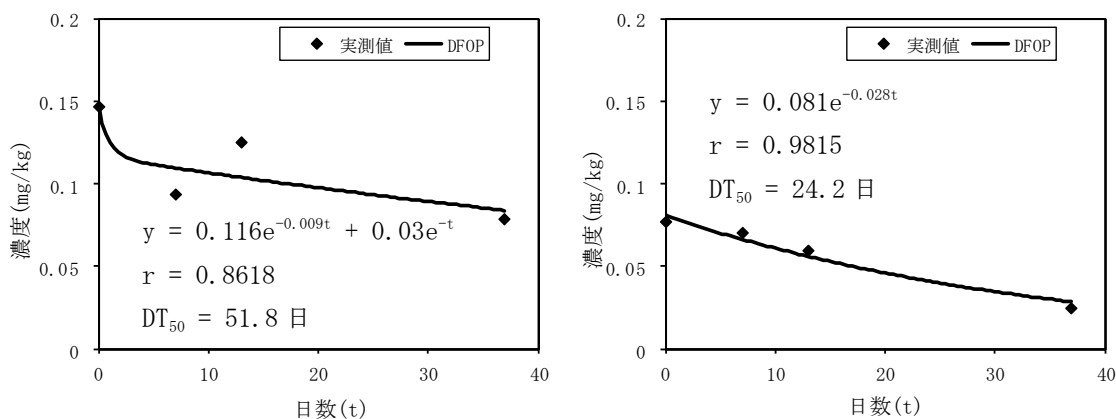 0.2
0.15
0.1
0.05
0
濃度(mg/kg)
◆ 実測値 DFOP
y = 0.116e^{-0.009t} + 0.03e^{-t}
r = 0.8618
DT₅₀ = 51.8 日
0 10 20 30 40
日数(t)
0.2
0.15
0.1
0.05
0
濃度(mg/kg)
◆ 実測値 DFOP
y = 0.081e^{-0.028t}
r = 0.9815
DT₅₀ = 24.2 日
0 10 20 30 40
日数(t)